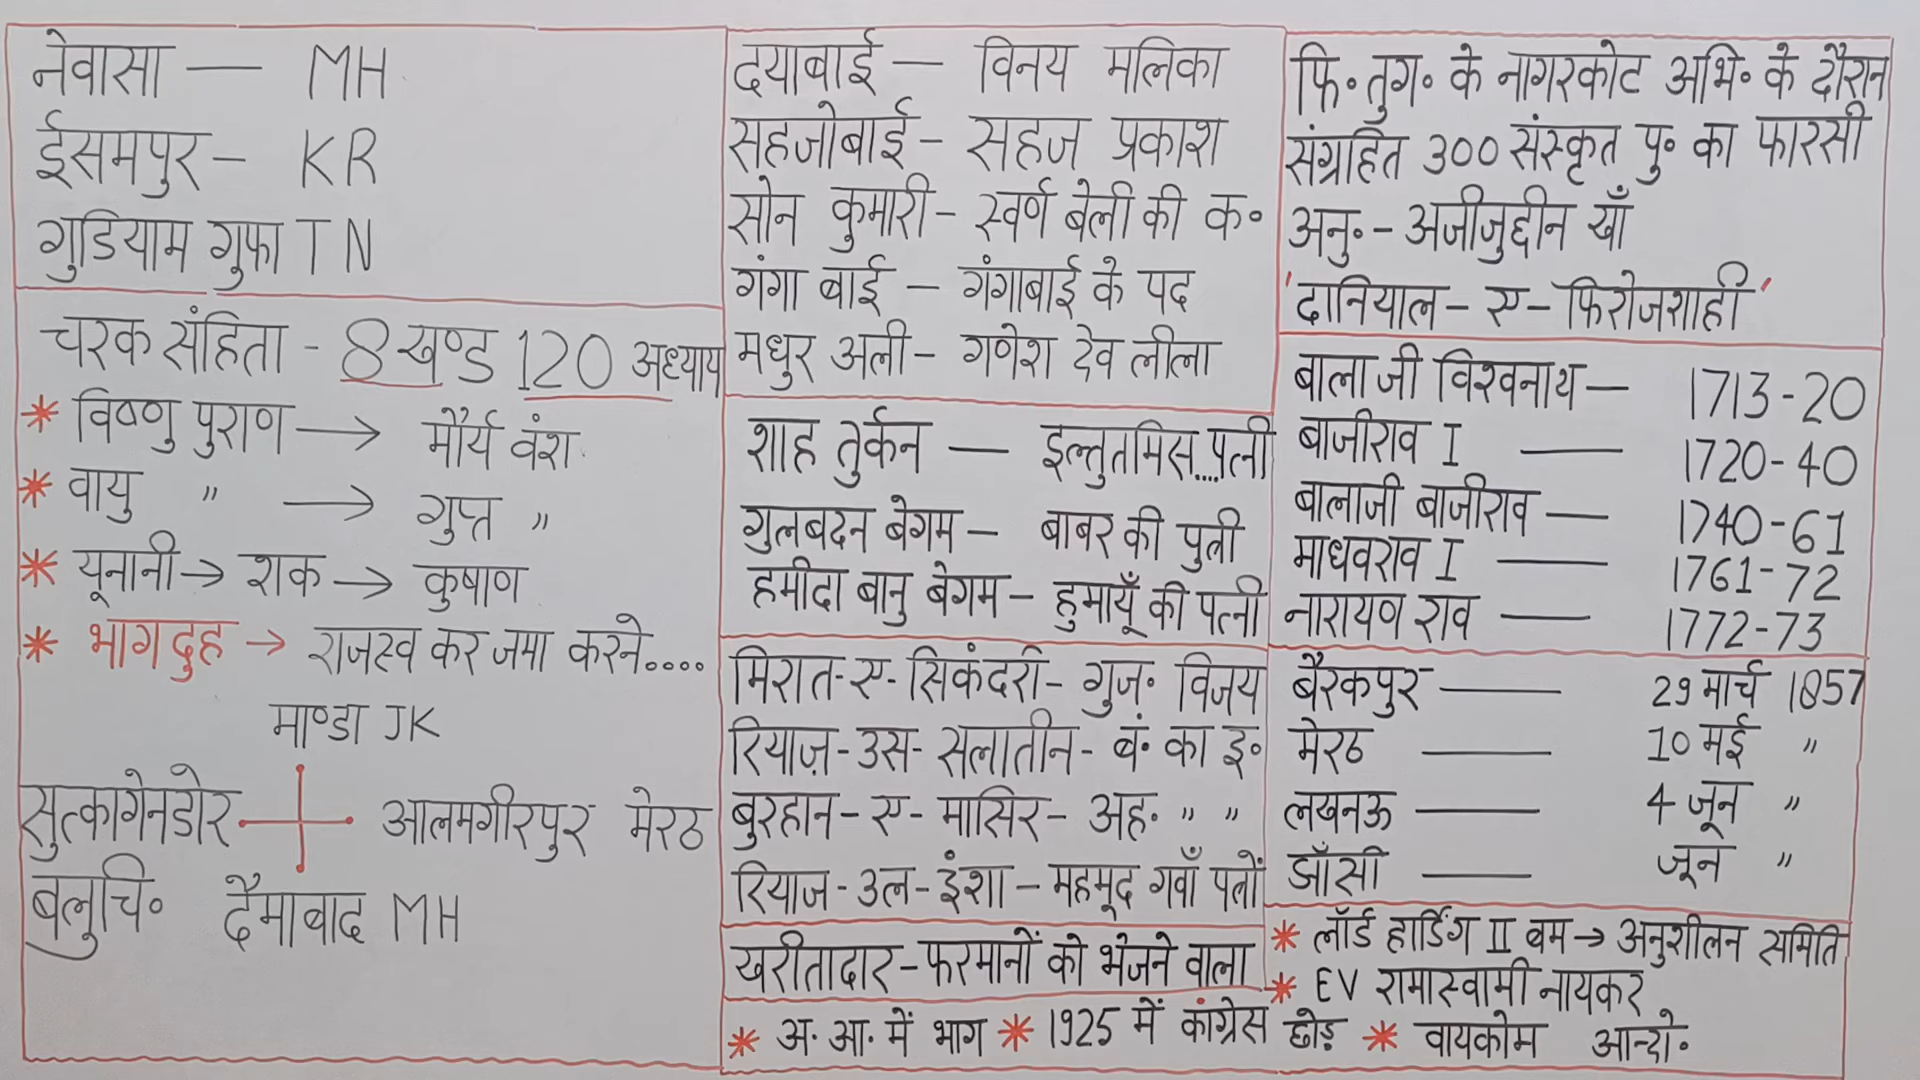 नेवासा — MH
ईसमपुर – KR
गुडियाम गुफा TN
चरक संहिता - 8 खण्ड 120 अध्याय
* विष्णु पुराण → मौर्य वंश
* वायु " → गुप्त "
* यूनानी → शक → कुषाण
* भागदुह → राजस्व कर जमा करने....
माण्डा JK
सुत्कागेनडोर आलमगीरपुर मेरठ
बलुचि॰ दैमाबाद MH
दयाबाई — विनय मलिका
सहजोबाई – सहज प्रकाश
सोन कुमारी – स्वर्ण बेली की क॰
गंगा बाई – गंगाबाई के पद
मधुर अली – गणेश देव लीला
शाह तुर्कन — इल्तुतमिस....पत्नी
गुलबदन बेगम – बाबर की पुत्री
हमीदा बानु बेगम – हुमायूँ की पत्नी
मिरात-ए-सिकंदरी – गुज॰ विजय
रियाज़-उस-सलातीन – बं॰ का इ॰
बुरहान-ए-मासिर – अह॰ " "
रियाज-उल-इंशा – महमूद गवाँ पत्रों
खरीतादार – फरमानों को भेजने वाला
फि॰ तुग॰ के नागरकोट अभि॰ के दौरान
संग्रहित 300 संस्कृत पु॰ का फारसी
अनु॰ – अजीजुद्दीन खाँ
'दानियाल-ए-फिरोजशाही'
बालाजी विश्वनाथ — 1713-20
बाजीराव I — 1720-40
बालाजी बाजीराव — 1740-61
माधवराव I — 1761-72
नारायण राव — 1772-73
बैरकपुर — 29 मार्च 1857
मेरठ — 10 मई "
लखनऊ — 4 जून "
झाँसी — जून "
* लॉर्ड हार्डिंग II बम → अनुशीलन समिति
* EV रामास्वामी नायकर
* अ. आ. में भाग * 1925 में कांग्रेस छोड़ * वायकोम आन्दो॰